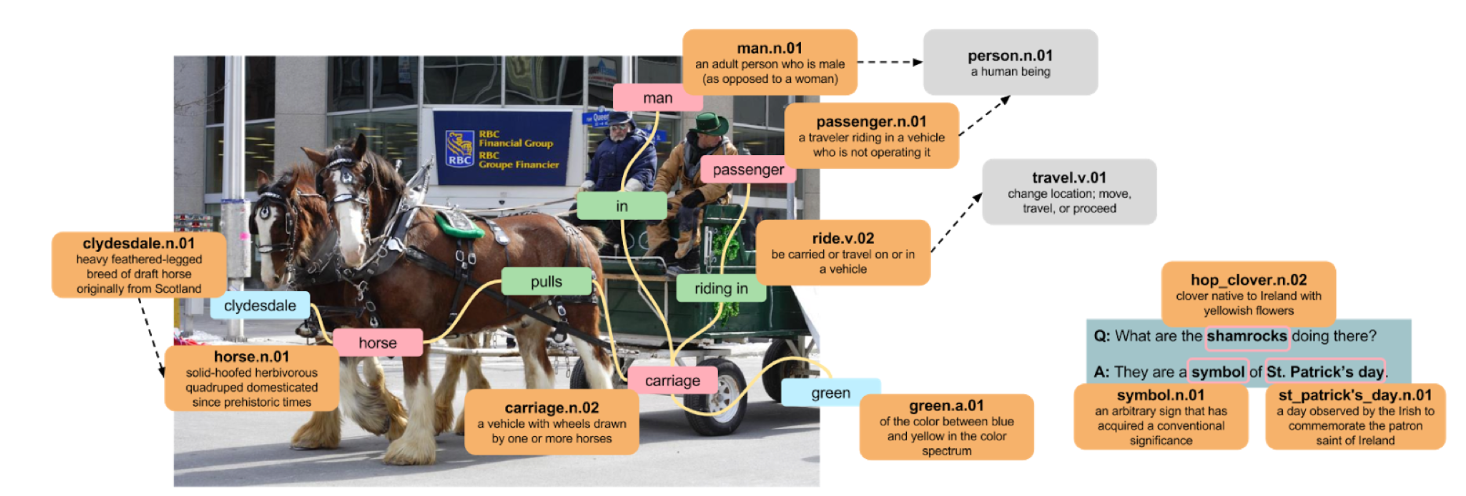 man.n.01
an adult person who is male
(as opposed to a woman)
person.n.01
a human being
man
passenger.n.01
a traveler riding in a vehicle
who is not operating it
RBC
Financial Group
RBC
Groupe Financier
RBC
Queen
passenger
travel.v.01
change location; move,
travel, or proceed
in
clydesdale.n.01
heavy feathered-legged
breed of draft horse
originally from Scotland
ride.v.02
be carried or travel on or in
a vehicle
pulls
riding in
clydesdale
hop_clover.n.02
clover native to Ireland with
yellowish flowers
horse
Q: What are the shamrocks doing there?
horse.n.01
solid-hoofed herbivorous
quadruped domesticated
since prehistoric times
carriage
A: They are a symbol of St. Patrick's day.
green
carriage.n.02
a vehicle with wheels drawn
by one or more horses
green.a.01
of the color between blue
and yellow in the color
spectrum
symbol.n.01
an arbitrary sign that has
acquired a conventional
significance
st_patrick's_day.n.01
a day observed by the Irish to
commemorate the patron
saint of Ireland